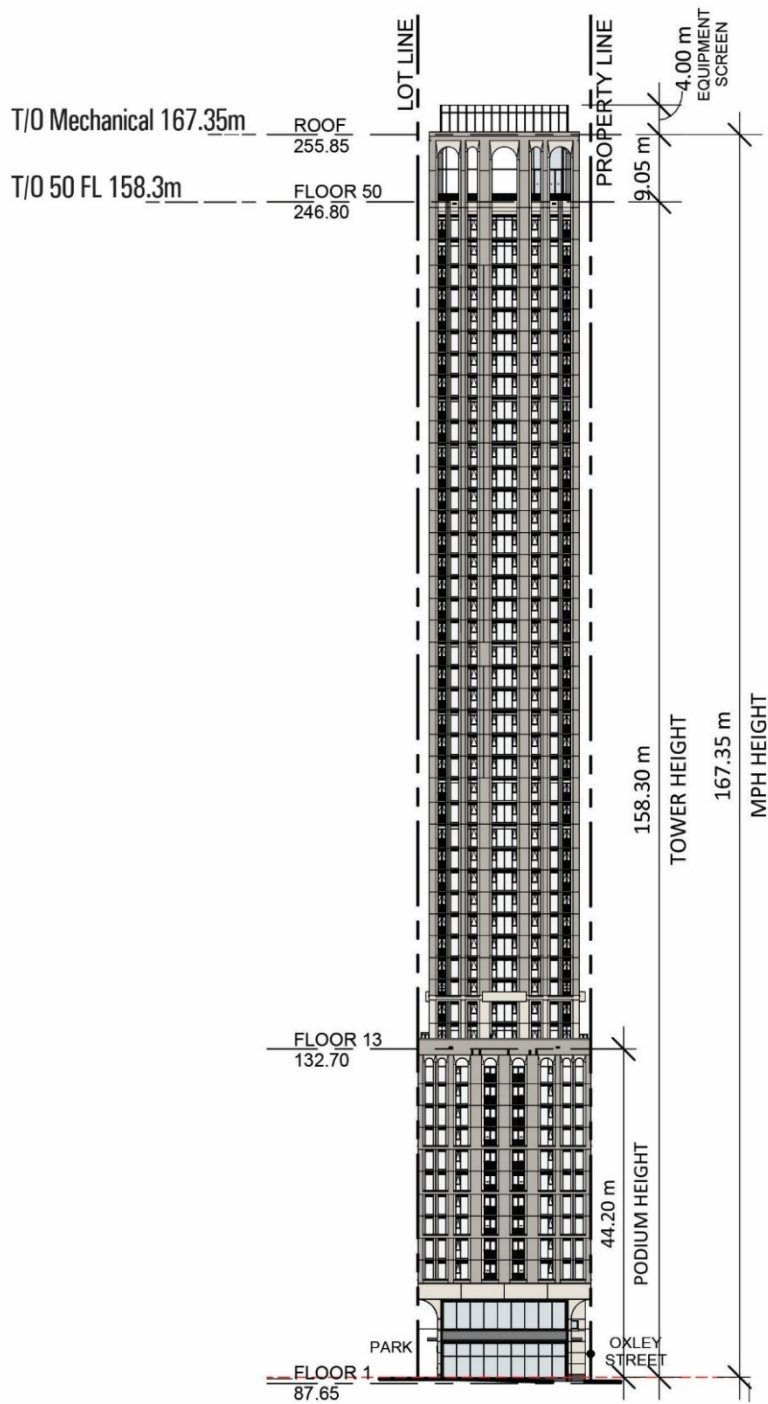 LOT LINE
PROPERTY LINE
4.00 m
EQUIPMENT
SCREEN
T/O Mechanical 167.35m
ROOF
255.85
9.05 m
T/O 50 FL 158.3m
FLOOR 50
246.80
158.30 m
TOWER HEIGHT
167.35 m
MPH HEIGHT
FLOOR 13
132.70
44.20 m
PODIUM HEIGHT
PARK
OXLEY
STREET
FLOOR 1
87.65